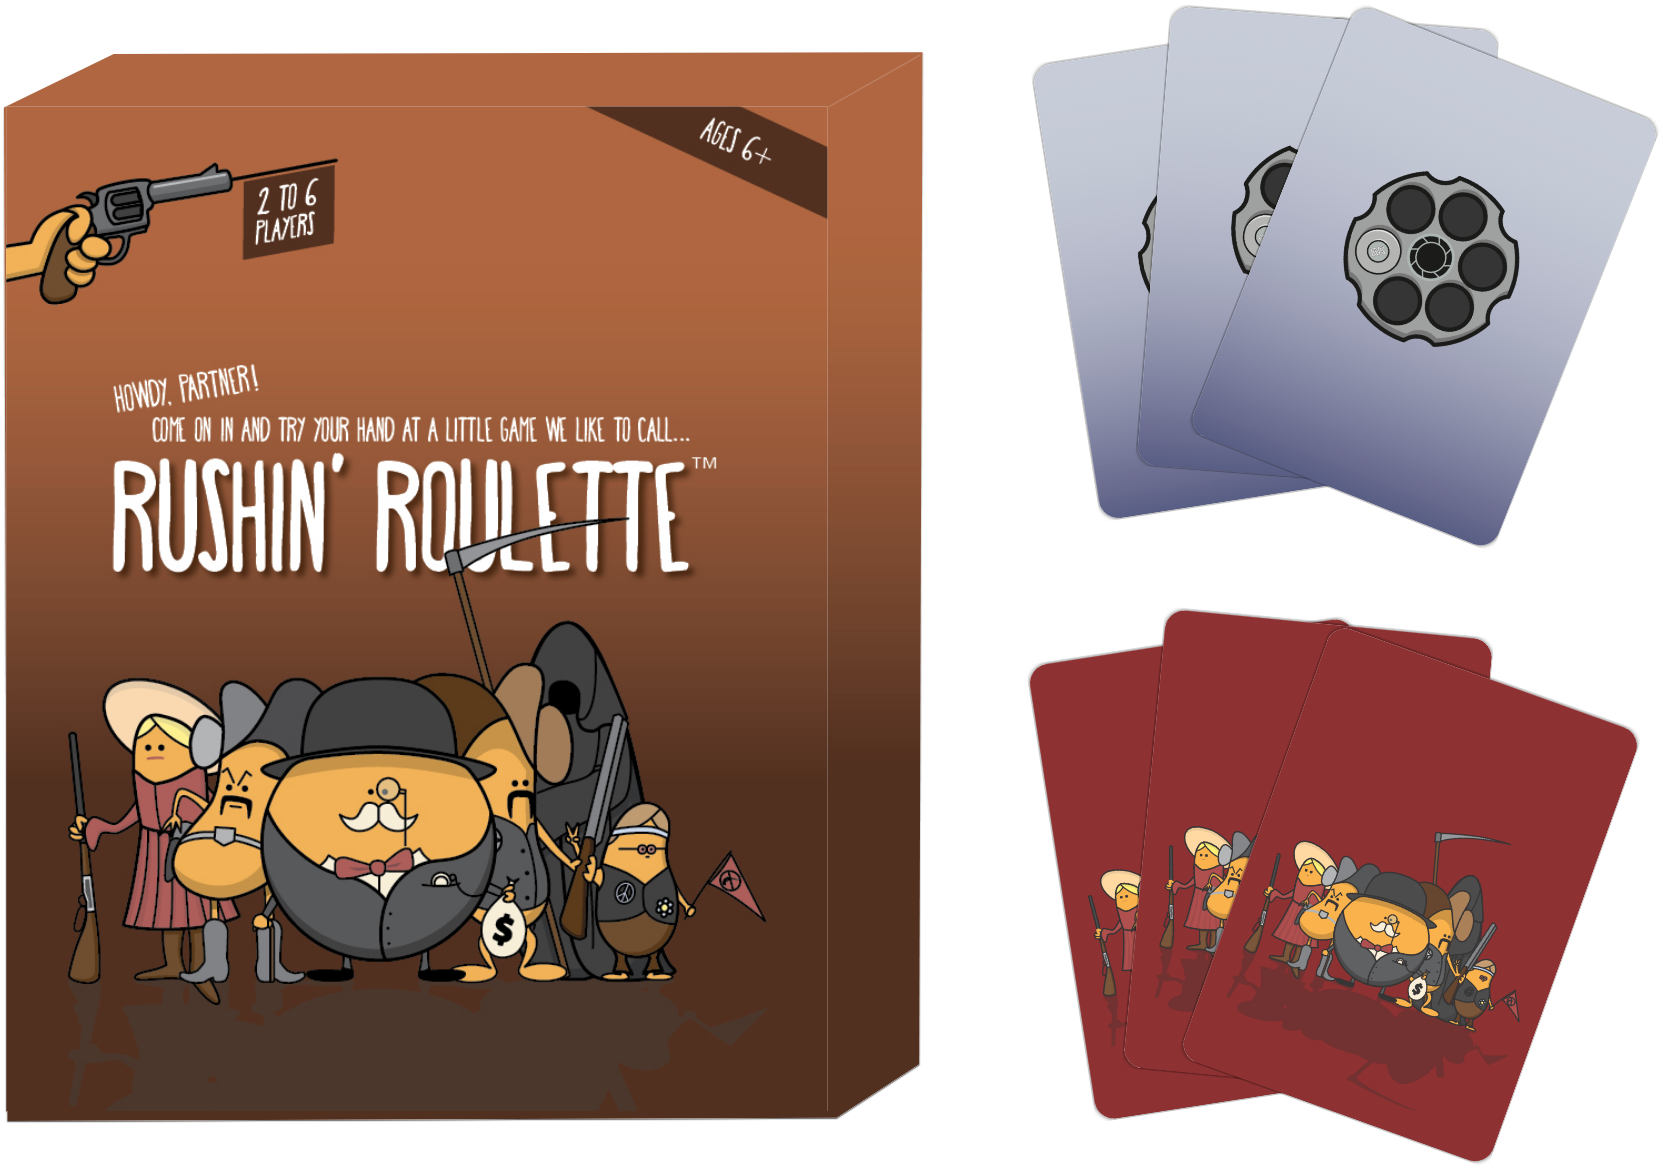 AGES 6+
2 TO 6
PLAYERS
HOWDY, PARTNER!
COME ON IN AND TRY YOUR HAND AT A LITTLE GAME WE LIKE TO CALL...
RUSHIN' ROULETTE™
$
$